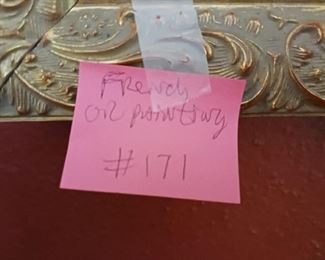 French
oil painting
#171